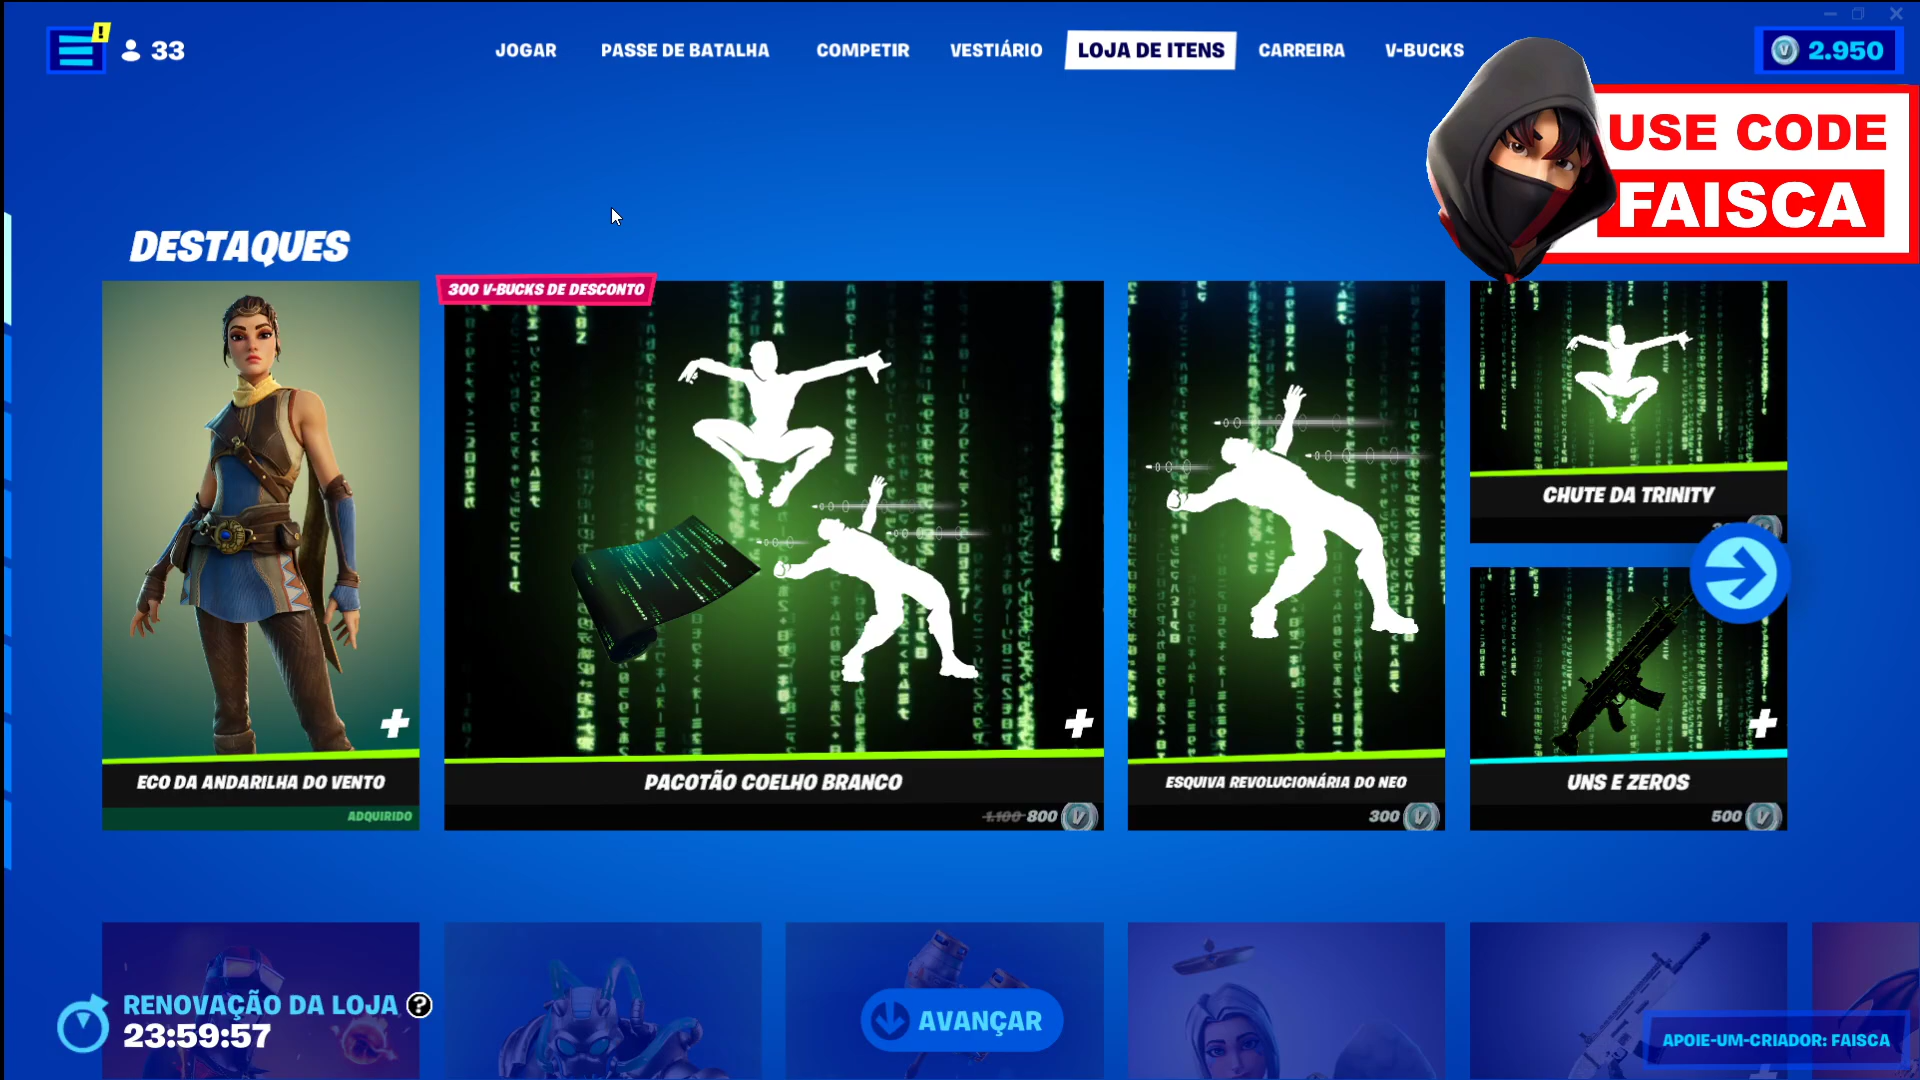 !
33
JOGAR
PASSE DE BATALHA
COMPETIR
VESTIÁRIO
LOJA DE ITENS
CARREIRA
V-BUCKS
2.950
USE CODE
FAISCA
DESTAQUES
300 V-BUCKS DE DESCONTO
ECO DA ANDARILHA DO VENTO
ADQUIRIDO
PACOTÃO COELHO BRANCO
1.100 800
ESQUIVA REVOLUCIONÁRIA DO NEO
300
CHUTE DA TRINITY
UNS E ZEROS
500
RENOVAÇÃO DA LOJA ?
23:59:57
AVANÇAR
APOIE-UM-CRIADOR: FAISCA